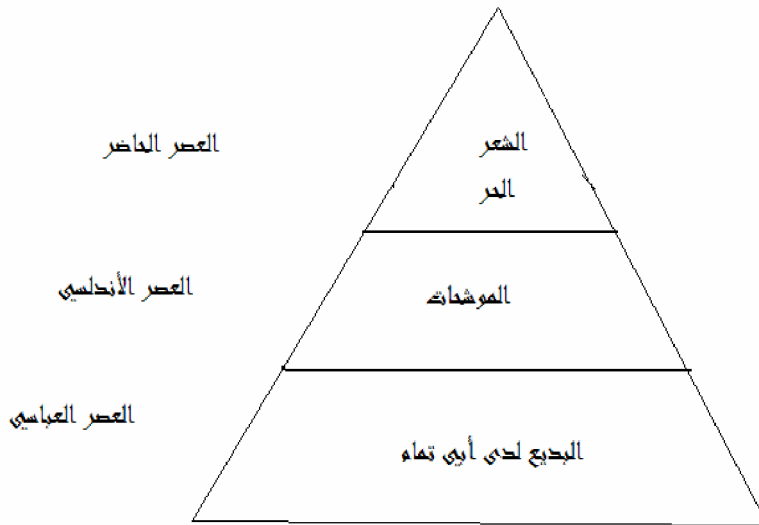 الشعر
الحر
العصر الحاضر
الموشحات
العصر الأندلسي
البديع لدى أبي تمام
العصر العباسي